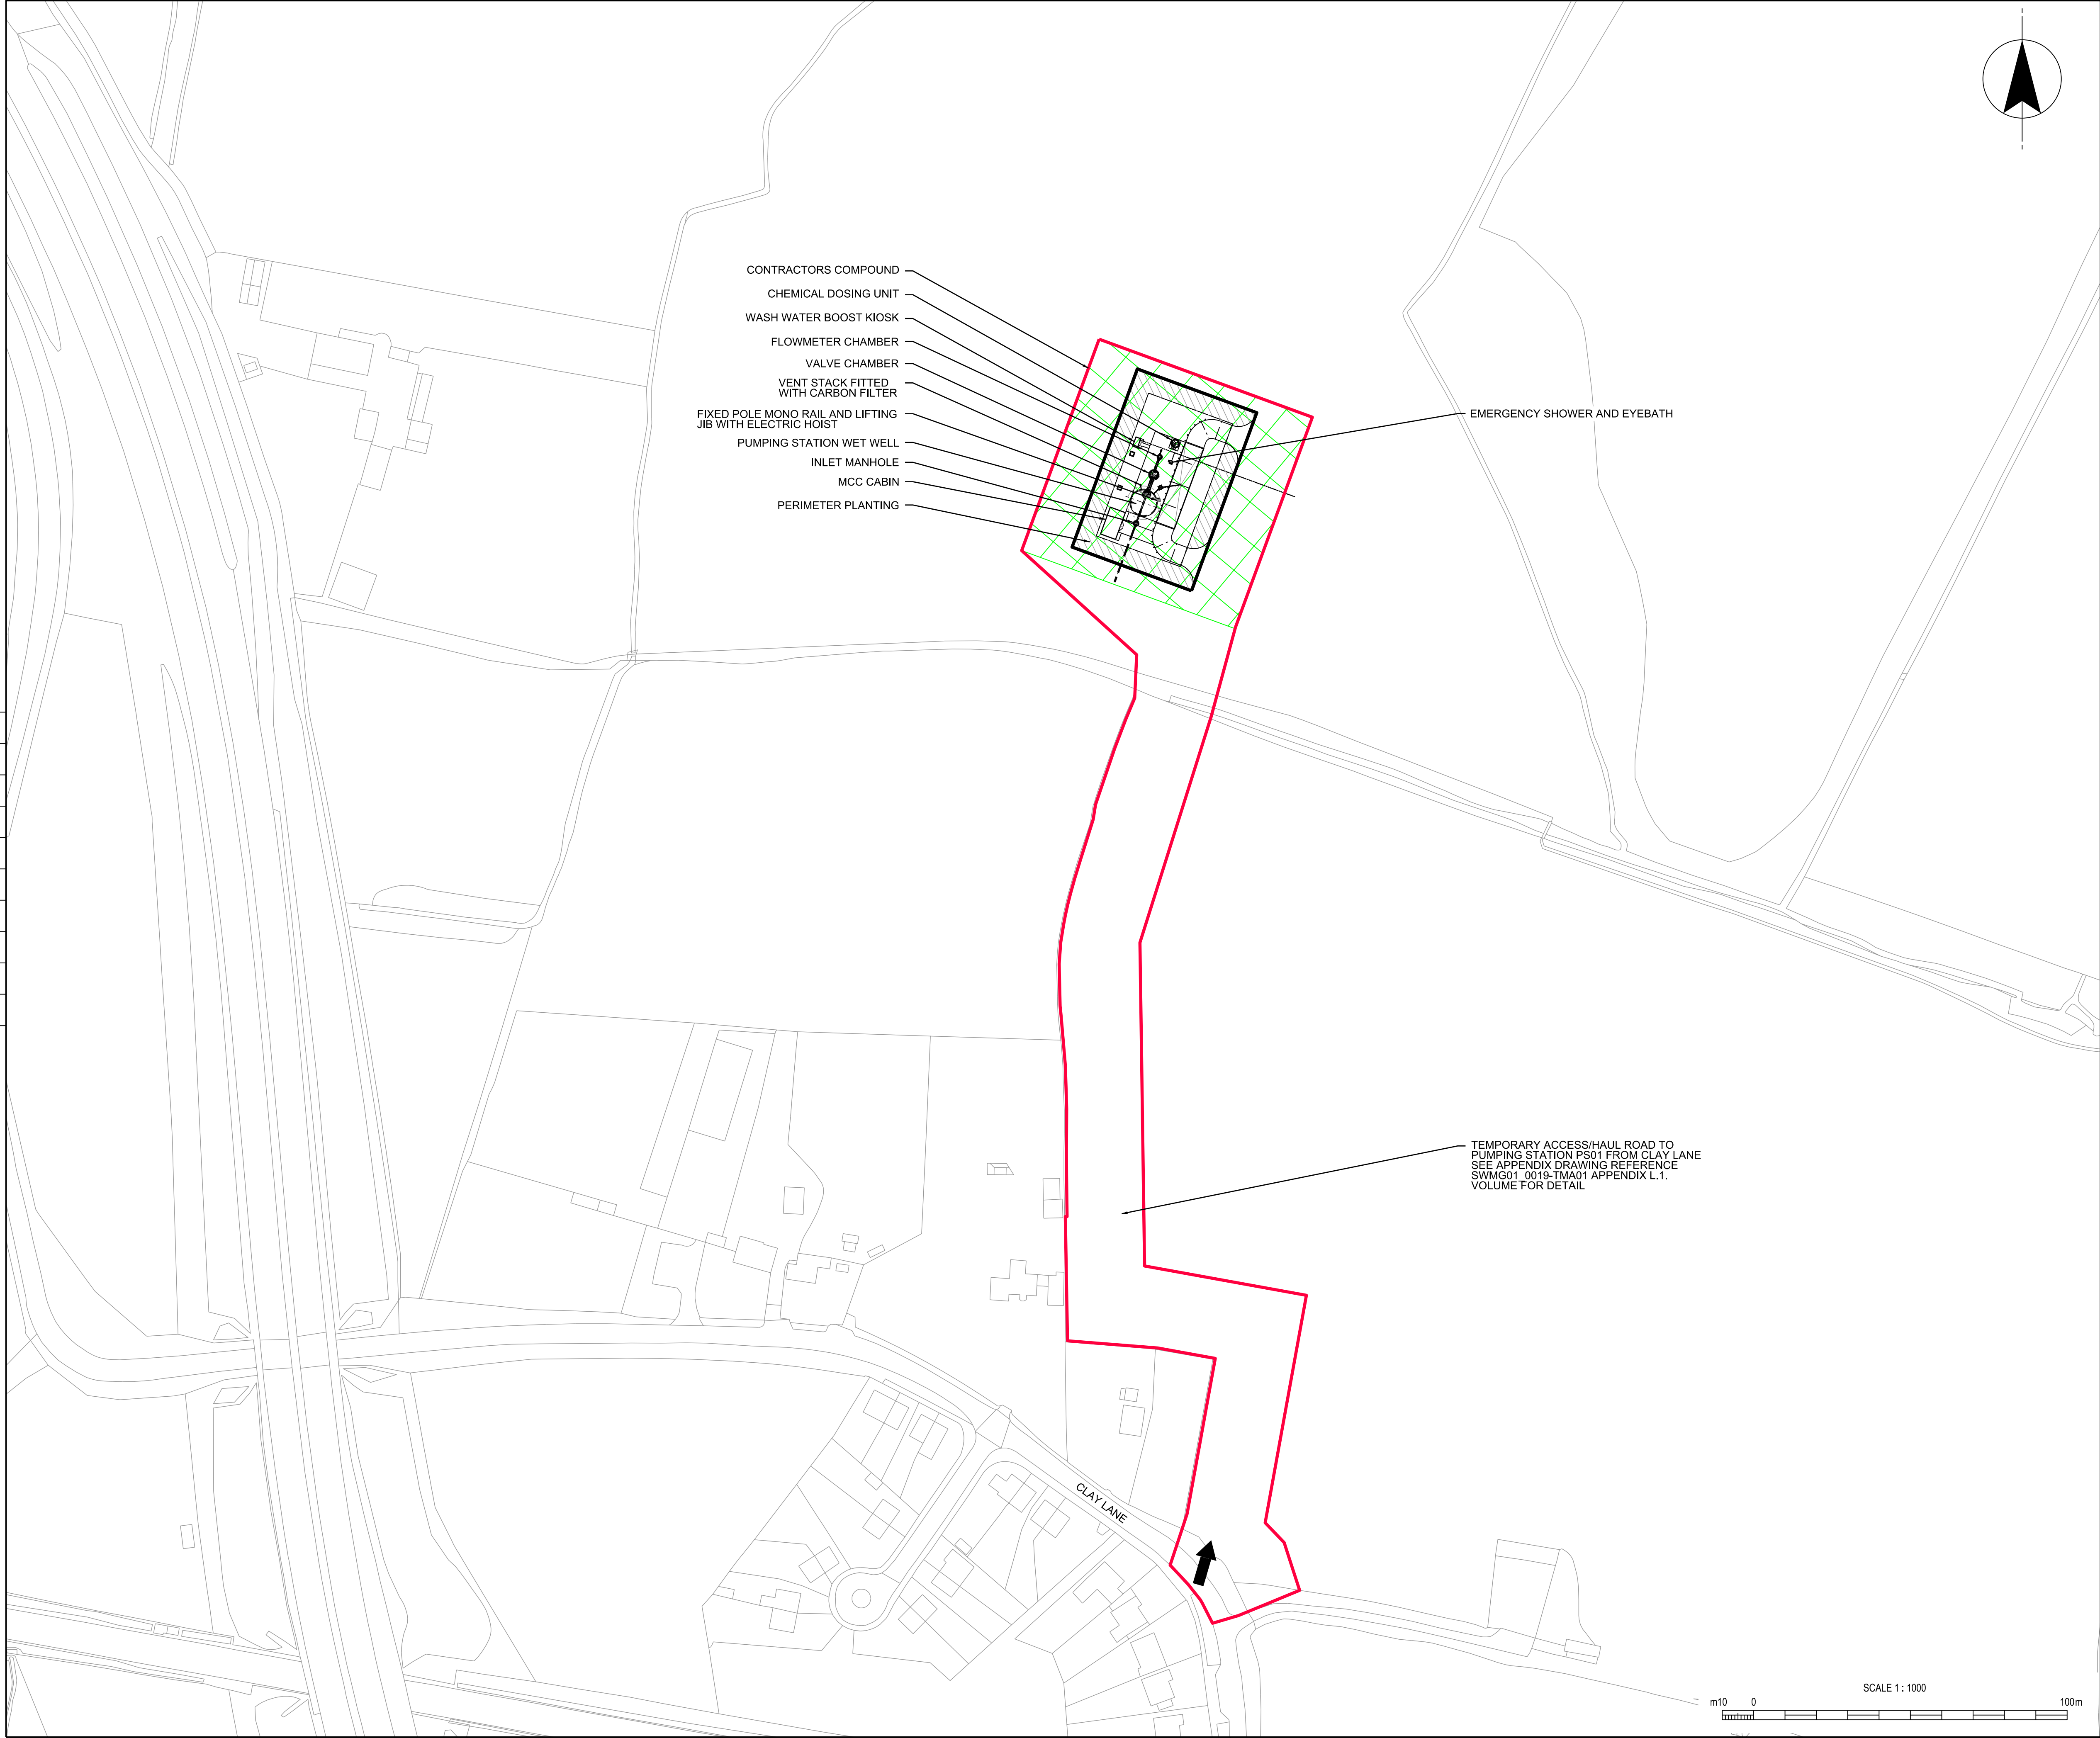 CONTRACTORS COMPOUND
CHEMICAL DOSING UNIT
WASH WATER BOOST KIOSK
FLOWMETER CHAMBER
VALVE CHAMBER
VENT STACK FITTED
WITH CARBON FILTER
FIXED POLE MONO RAIL AND LIFTING
JIB WITH ELECTRIC HOIST
PUMPING STATION WET WELL
INLET MANHOLE
MCC CABIN
PERIMETER PLANTING
EMERGENCY SHOWER AND EYEBATH
TEMPORARY ACCESS/HAUL ROAD TO
PUMPING STATION PS01 FROM CLAY LANE
SEE APPENDIX DRAWING REFERENCE
SWMG01_0019-TMA01 APPENDIX L.1.
VOLUME FOR DETAIL
CLAY LANE
SCALE 1 : 1000
m10 0 100m